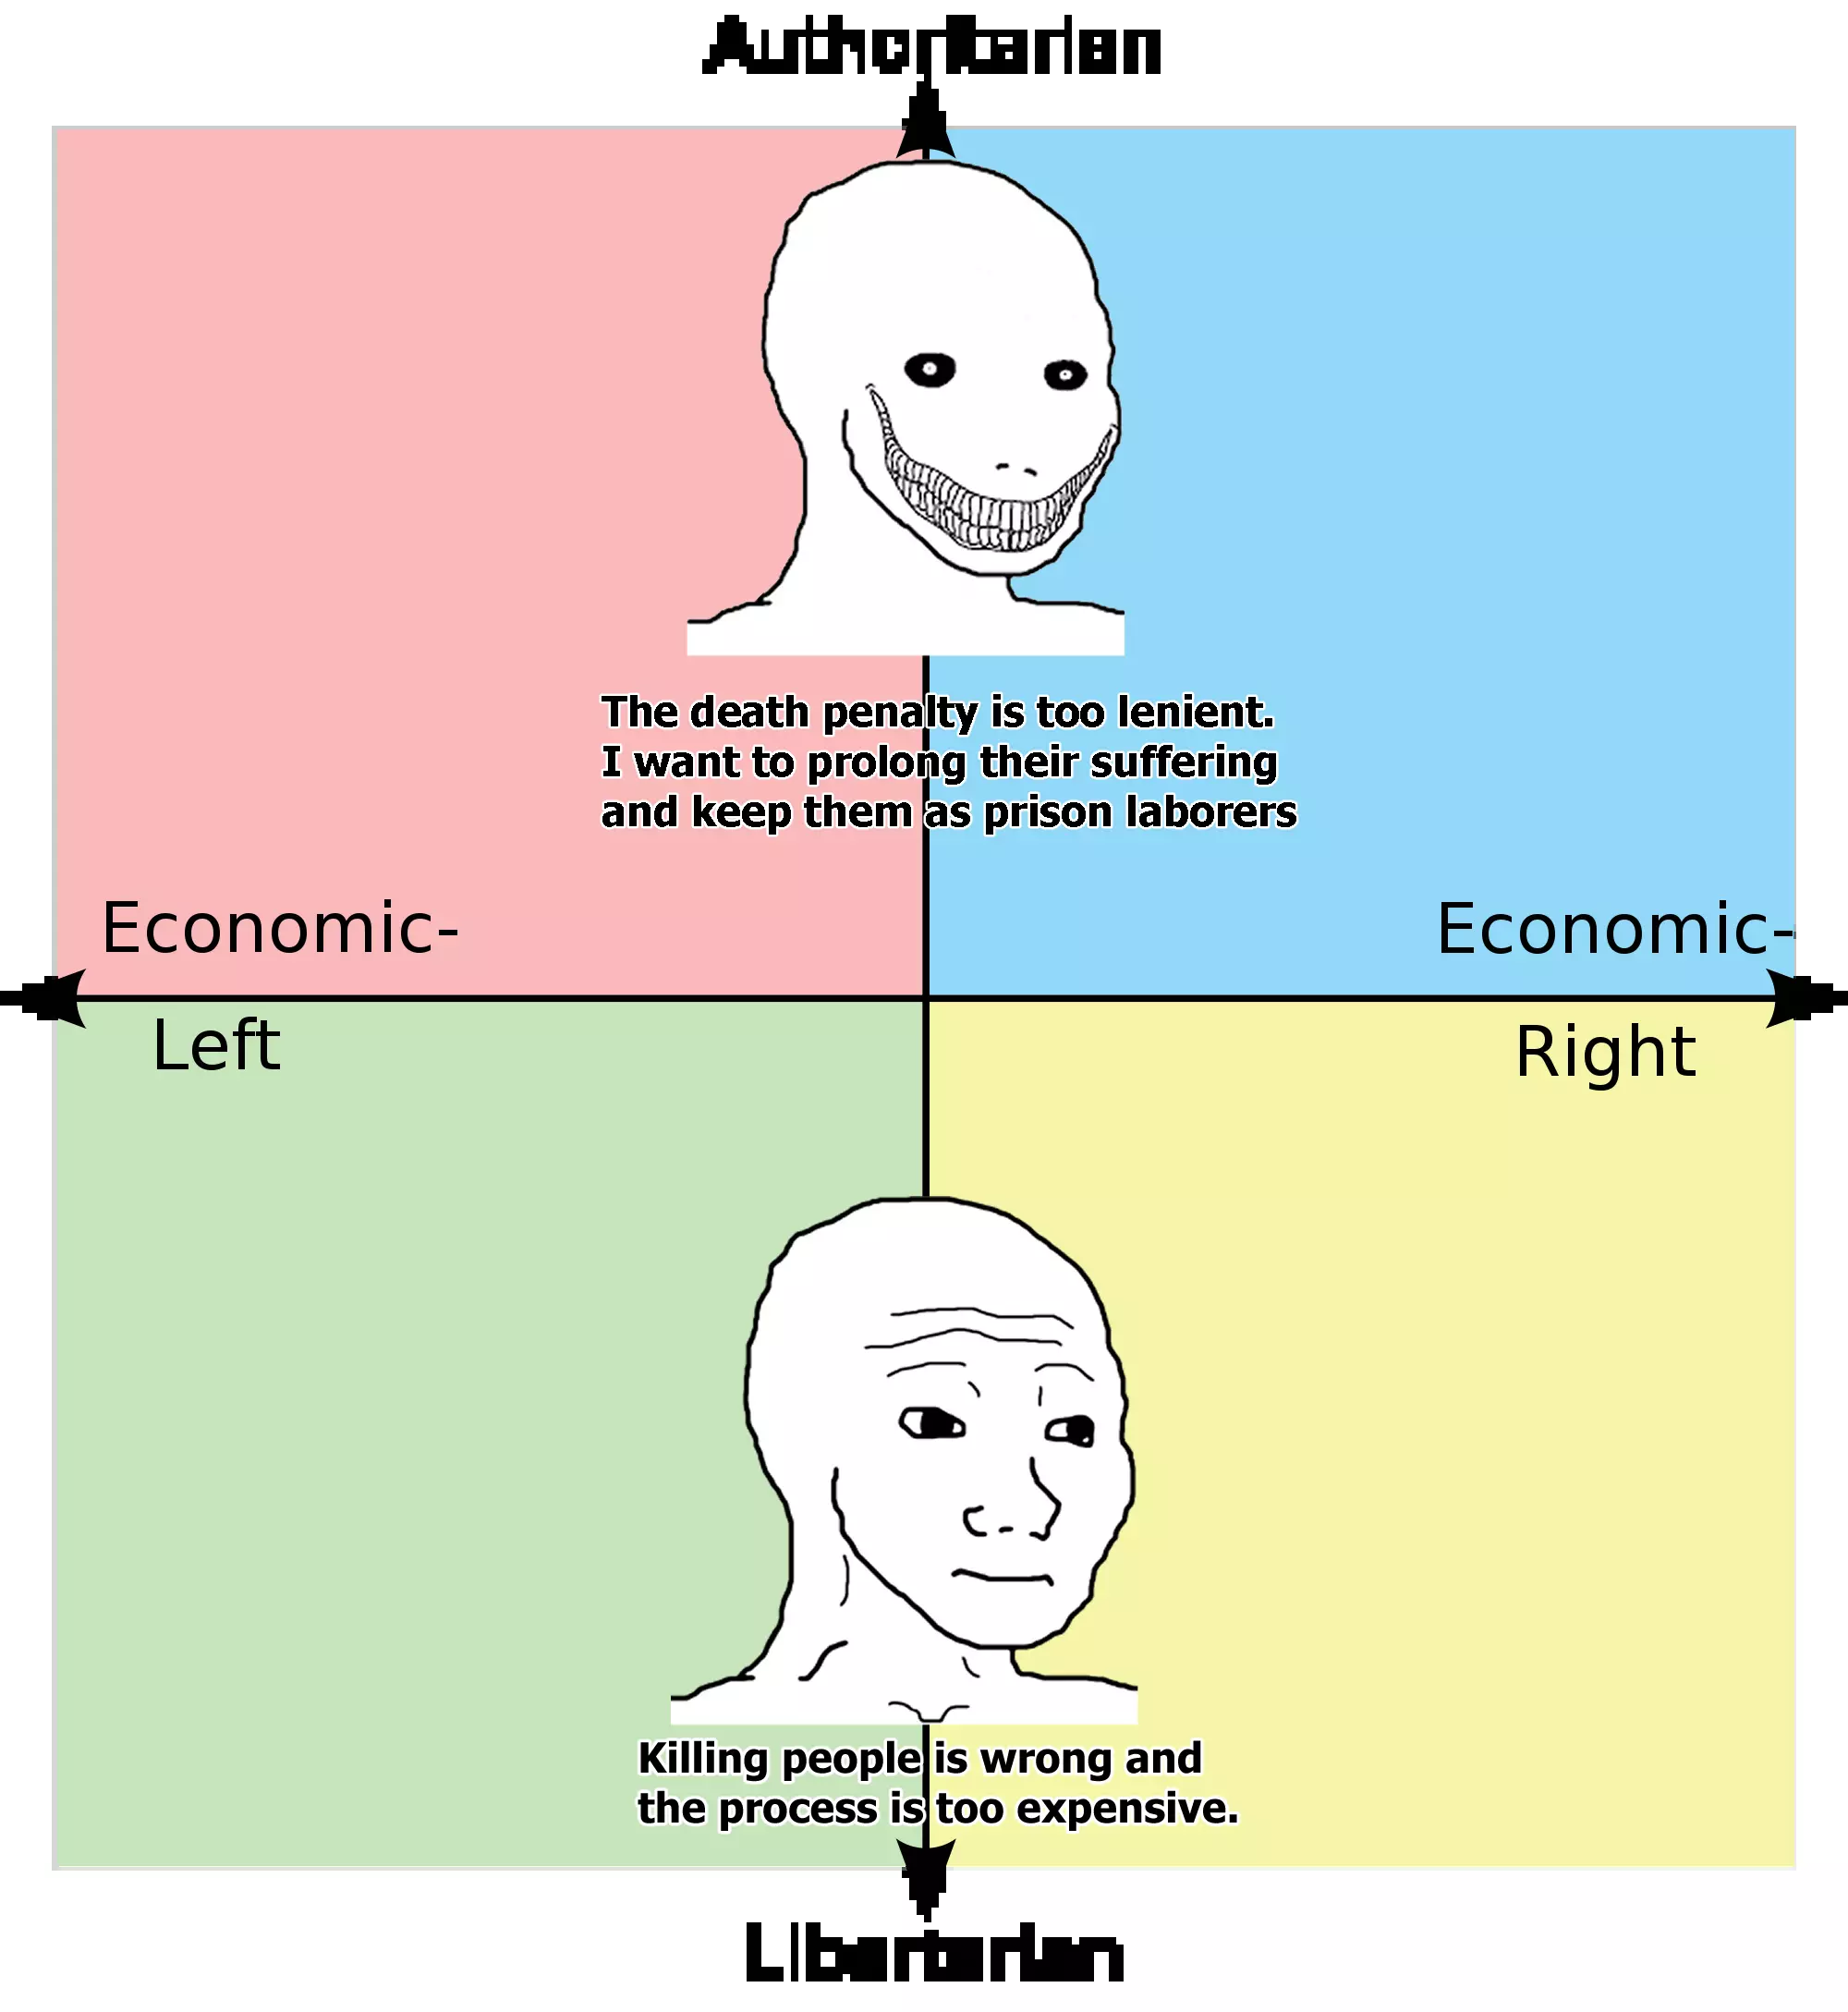 Authoritarian
The death penalty is too lenient.
I want to prolong their suffering
and keep them as prison laborers
Economic-
Left
Economic-
Right
Killing people is wrong and
the process is too expensive.
Libertarian